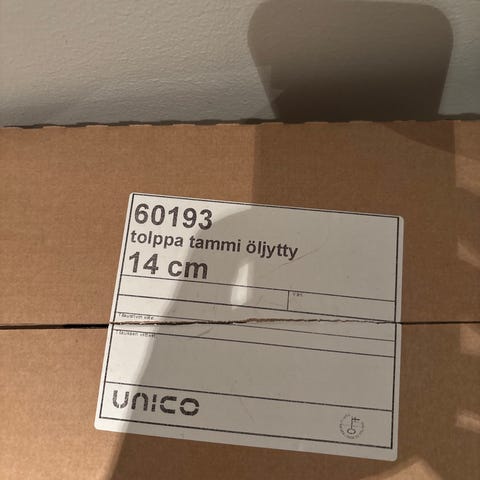 60193
tolppa tammi öljytty
14 cm
UNICO